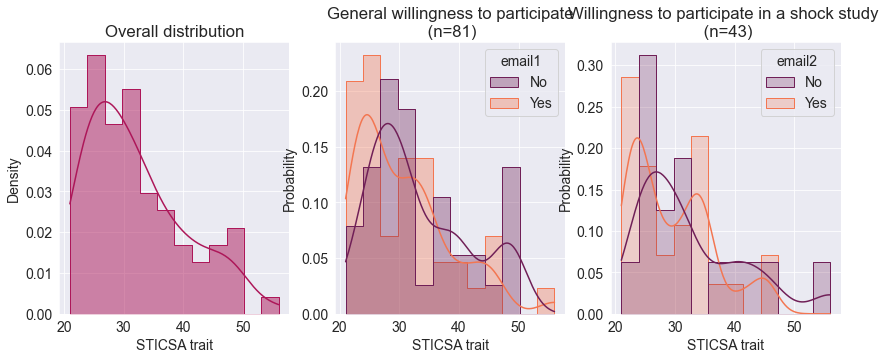 Overall distribution
General willingness to participate
(n=81)
Willingness to participate in a shock study
(n=43)
Density
0.00
0.01
0.02
0.03
0.04
0.05
0.06
20
30
40
50
STICSA trait
Probability
0.00
0.05
0.10
0.15
0.20
20
30
40
50
STICSA trait
email1
No
Yes
Probability
0.00
0.05
0.10
0.15
0.20
0.25
0.30
20
30
40
50
STICSA trait
email2
No
Yes